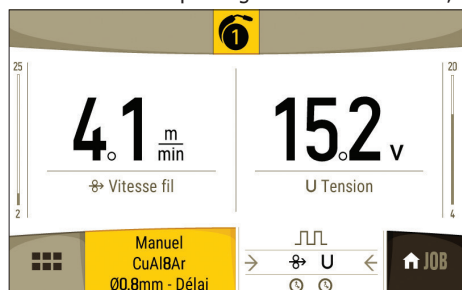 1
25
20
4.1 m/min
15.2 V
Vitesse fil
U Tension
2
4
Manuel
CuAl8Ar
Ø0.8mm - Délai
U
JOB